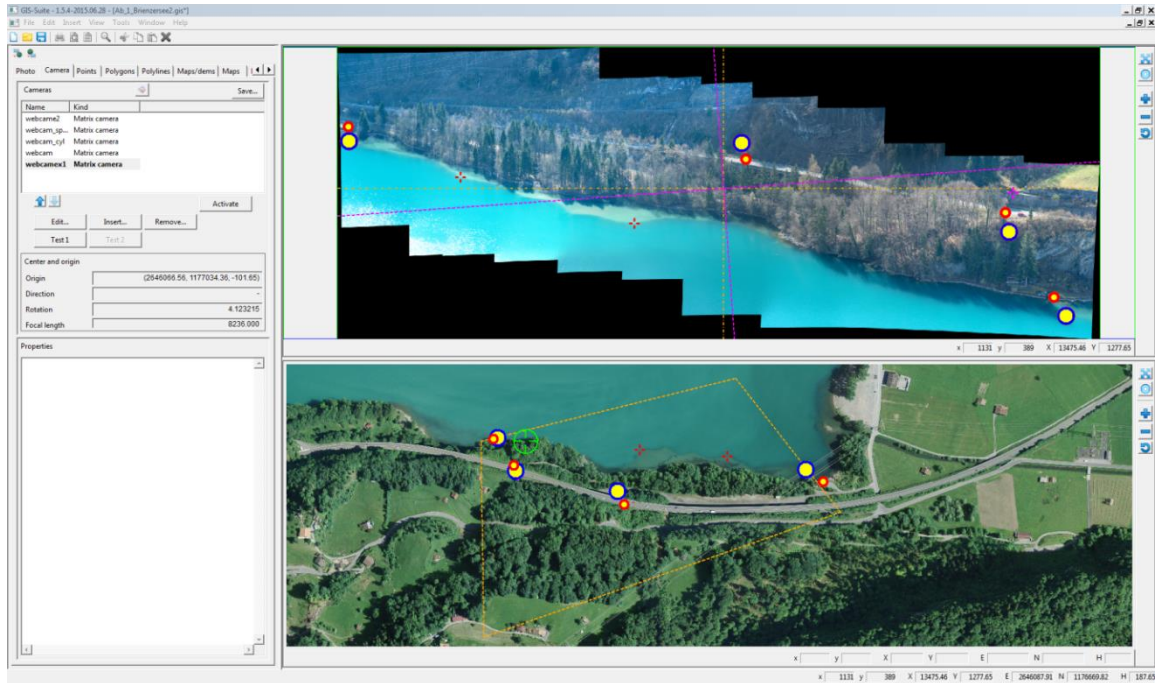 GIS-Suite - 1.5.4-2015.06.28 - [Ab_1_Brienzersee2.gis*]
File Edit Insert View Tools Window Help
Photo Camera Points Polygons Polylines Maps/dems Maps
Cameras Save...
Name Kind
webcame2 Matrix camera
webcam_sp... Matrix camera
webcam_cyl Matrix camera
webcam Matrix camera
webcamex1 Matrix camera
Activate
Edit... Insert... Remove...
Test 1 Test 2
Center and origin
Origin (2646066.56, 1177034.36, -101.65)
Direction -
Rotation 4.123215
Focal length 8236.000
Properties
x 1131 y 389 X 13475.46 Y 1277.65
x y X Y E N H
x 1131 y 389 X 13475.46 Y 1277.65 E 2646087.91 N 1176669.82 H 187.65